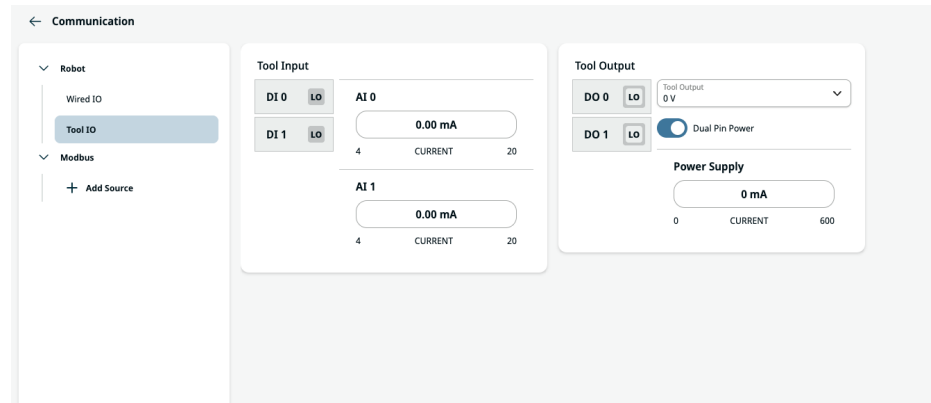 Communication
Robot
Wired IO
Tool IO
Modbus
Add Source
Tool Input
DI 0 LO
DI 1 LO
AI 0
0.00 mA
4 CURRENT 20
AI 1
0.00 mA
4 CURRENT 20
Tool Output
DO 0 LO
DO 1 LO
Tool Output
0 V
Dual Pin Power
Power Supply
0 mA
0 CURRENT 600